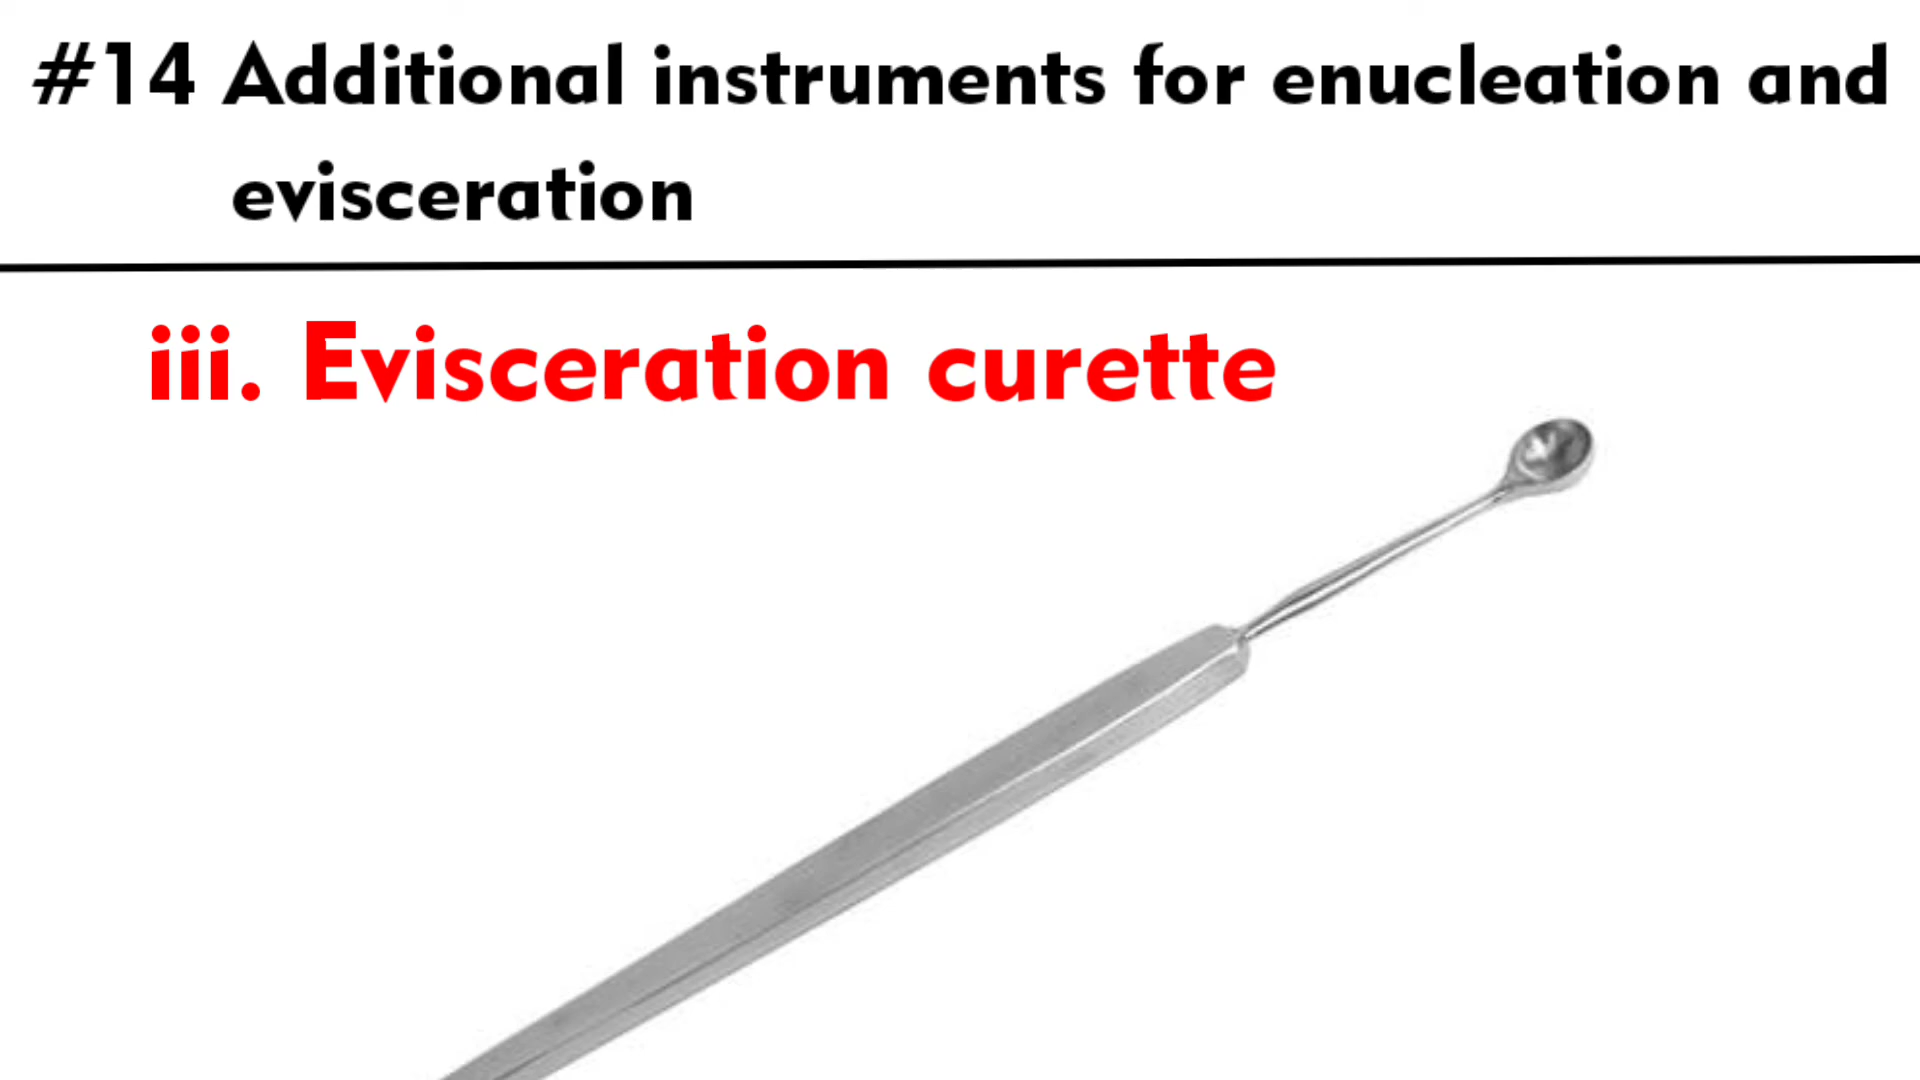 #14 Additional instruments for enucleation and
evisceration
iii. Evisceration curette